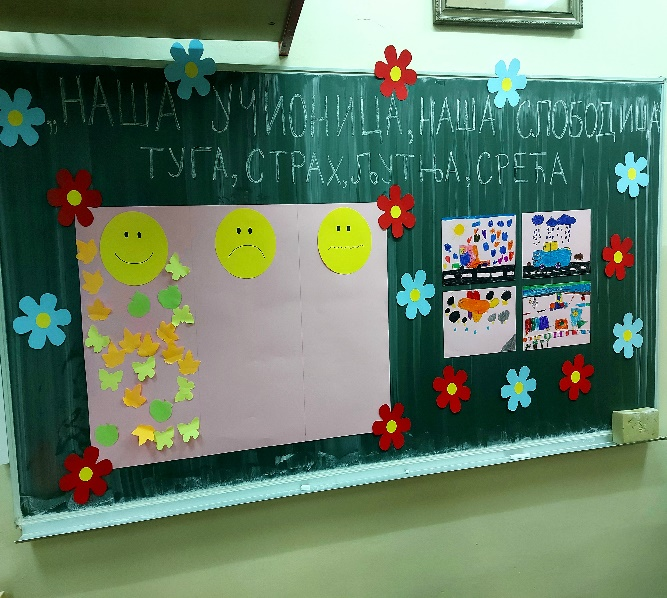 „НАША УЧИОНИЦА, НАША СЛОБОДИЦА
ТУГА, СТРАХ, ЉУТЊА, СРЕЋА